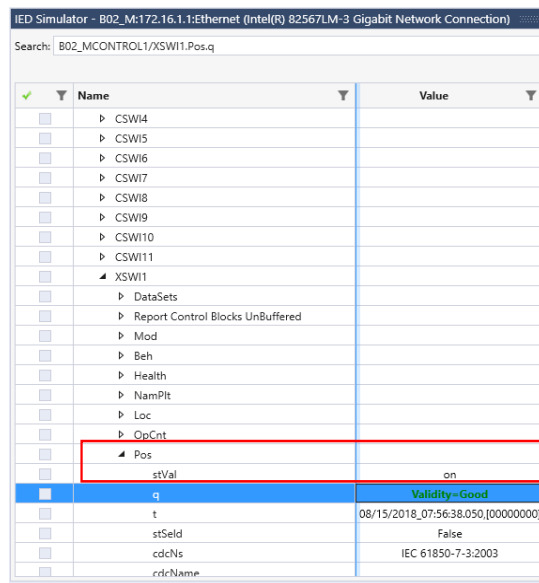 IED Simulator - B02_M:172.16.1.1:Ethernet (Intel(R) 82567LM-3 Gigabit Network Connection)
Search: B02_MCONTROL1/XSWI1.Pos.q
Name Value
CSWI4
CSWI5
CSWI6
CSWI7
CSWI8
CSWI9
CSWI10
CSWI11
XSWI1
DataSets
Report Control Blocks UnBuffered
Mod
Beh
Health
NamPlt
Loc
OpCnt
Pos
stVal on
q Validity=Good
t 08/15/2018_07:56:38.050,[00000000]
stSeld False
cdcNs IEC 61850-7-3:2003
cdcName